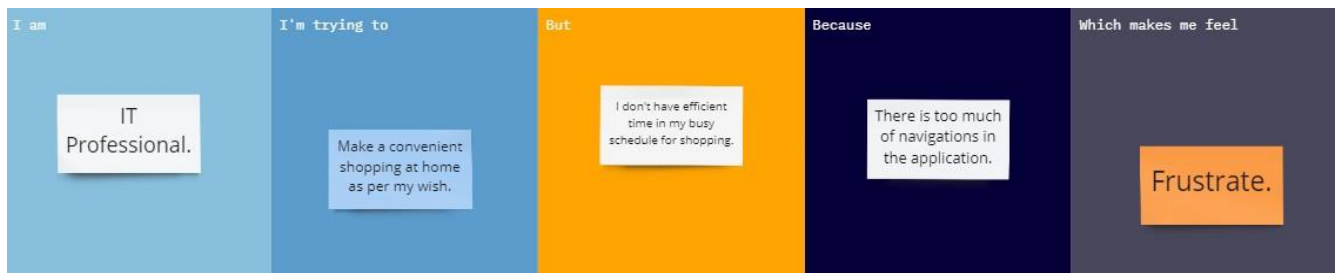 I am
IT
Professional.
I'm trying to
Make a convenient
shopping at home
as per my wish.
But
I don't have efficient
time in my busy
schedule for shopping.
Because
There is too much
of navigations in
the application.
Which makes me feel
Frustrate.